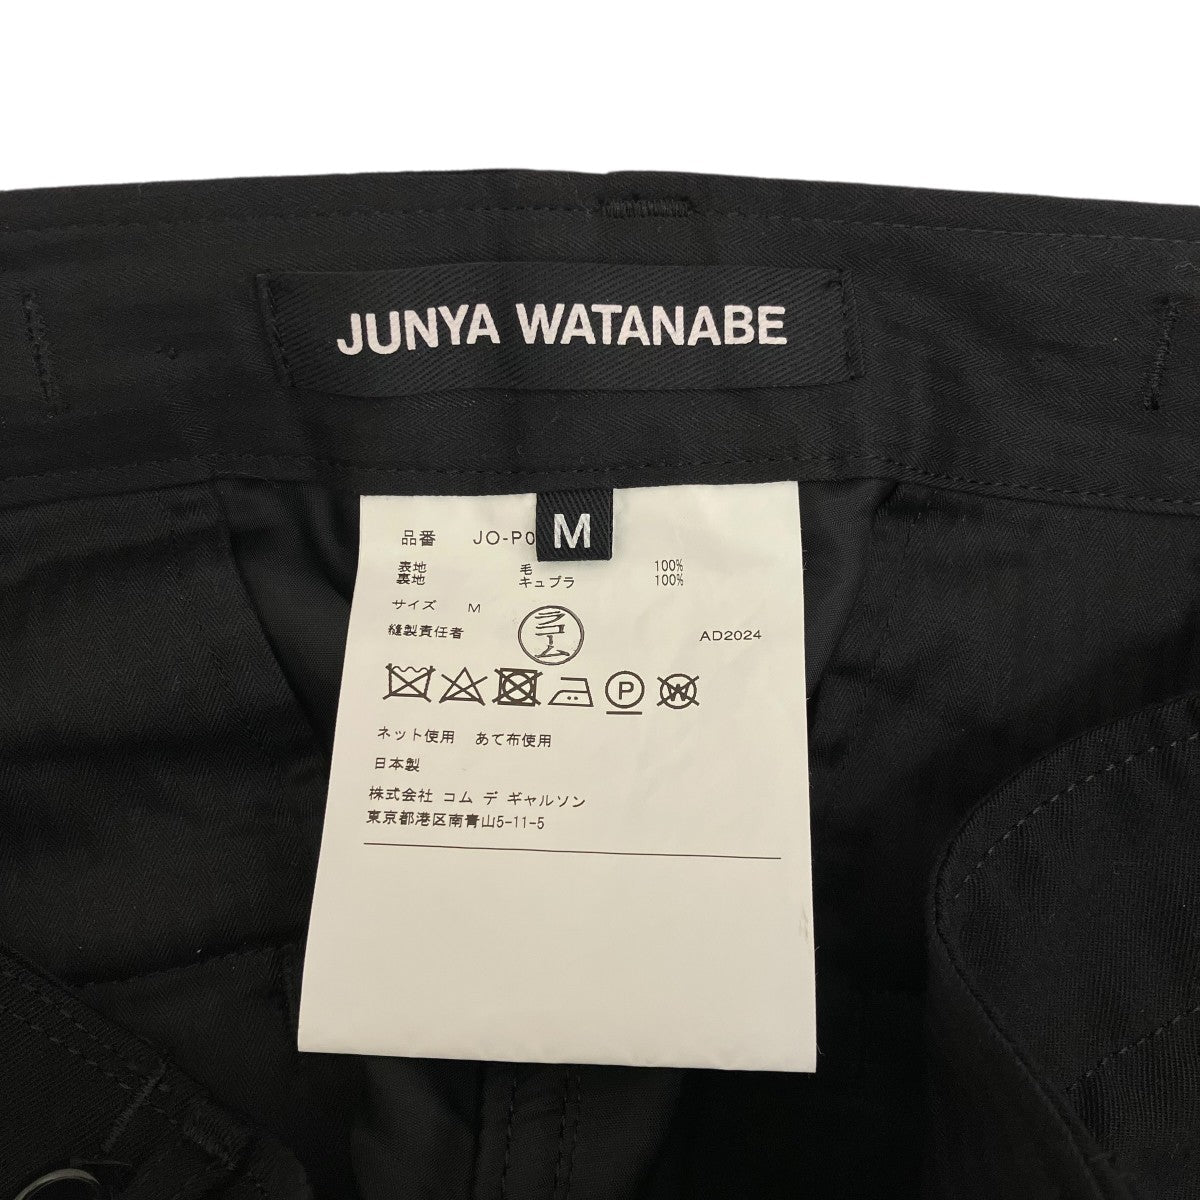 JUNYA WATANABE
M
品番 JO-P0
表地 毛 100%
裏地 キュプラ 100%
サイズ M
縫製責任者 ラコーム AD2024
P W
ネット使用 あて布使用
日本製
株式会社 コム デ ギャルソン
東京都港区南青山5-11-5